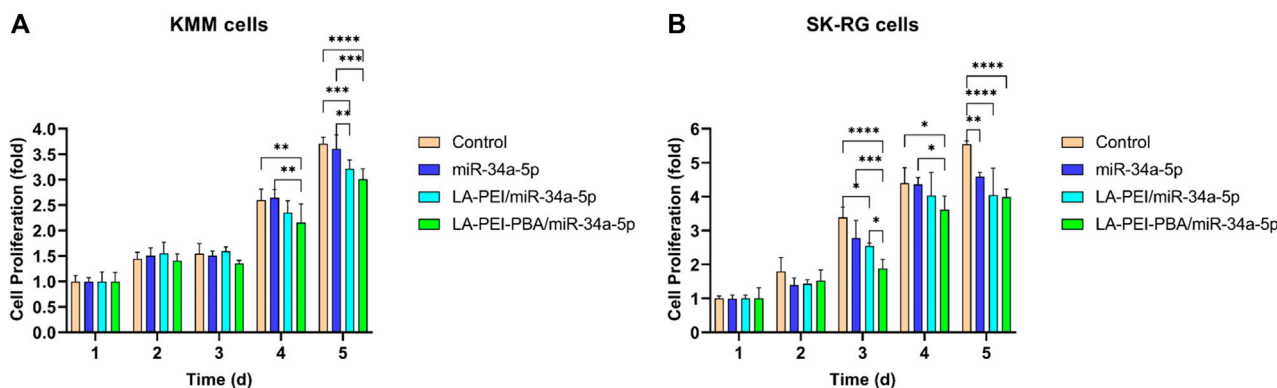 A
KMM cells
****
***
***
**
**
**
Cell Proliferation (fold)
4.0
3.5
3.0
2.5
2.0
1.5
1.0
0.5
0.0
1 2 3 4 5
Time (d)
Control
miR-34a-5p
LA-PEI/miR-34a-5p
LA-PEI-PBA/miR-34a-5p
B
SK-RG cells
****
****
**
****
***
*
*
*
*
Cell Proliferation (fold)
6
5
4
3
2
1
0
1 2 3 4 5
Time (d)
Control
miR-34a-5p
LA-PEI/miR-34a-5p
LA-PEI-PBA/miR-34a-5p